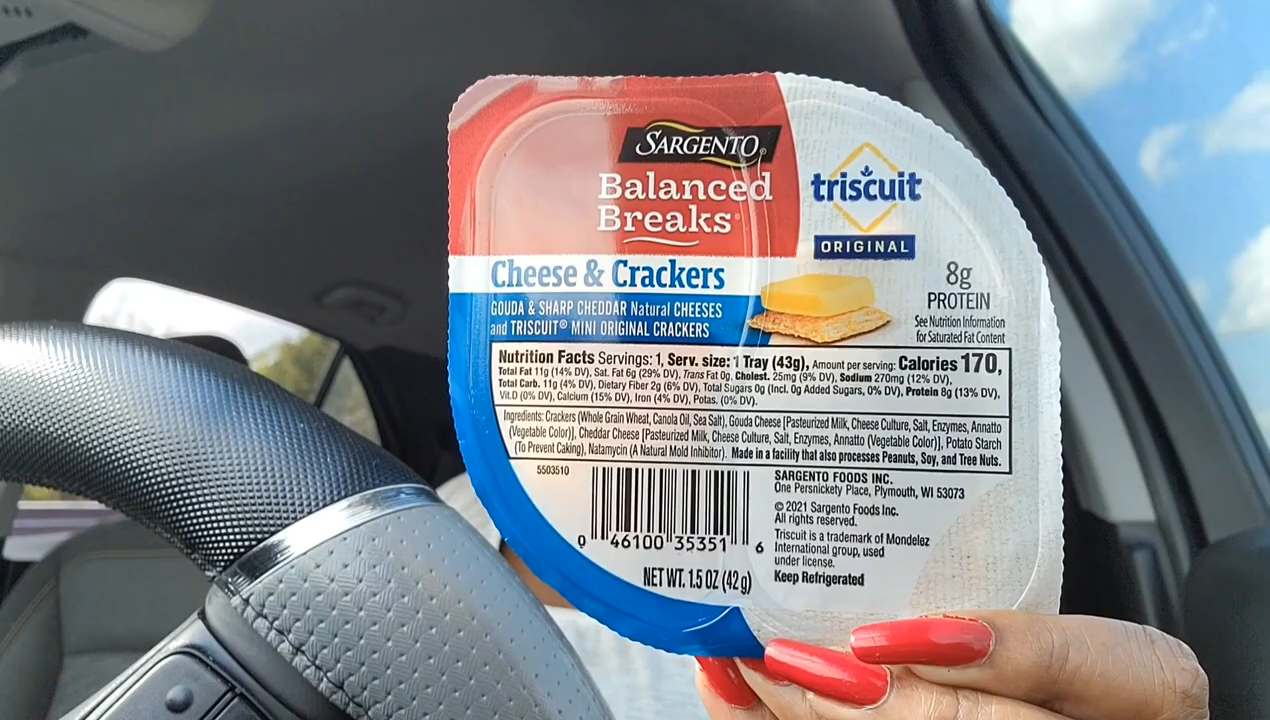 SARGENTO®
Balanced
Breaks®
triscuit
ORIGINAL
Cheese & Crackers
GOUDA & SHARP CHEDDAR Natural CHEESES
and TRISCUIT® MINI ORIGINAL CRACKERS
8g
PROTEIN
See Nutrition Information
for Saturated Fat Content
Nutrition Facts Servings: 1, Serv. size: 1 Tray (43g), Amount per serving: Calories 170,
Total Fat 11g (14% DV), Sat. Fat 6g (29% DV), Trans Fat 0g, Cholest. 25mg (9% DV), Sodium 270mg (12% DV),
Total Carb. 11g (4% DV), Dietary Fiber 2g (6% DV), Total Sugars 0g (Incl. 0g Added Sugars, 0% DV), Protein 8g (13% DV),
Vit.D (0% DV), Calcium (15% DV), Iron (4% DV), Potas. (0% DV).
Ingredients: Crackers (Whole Grain Wheat, Canola Oil, Sea Salt), Gouda Cheese [Pasteurized Milk, Cheese Culture, Salt, Enzymes, Annatto
(Vegetable Color)], Cheddar Cheese [Pasteurized Milk, Cheese Culture, Salt, Enzymes, Annatto (Vegetable Color)], Potato Starch
(To Prevent Caking), Natamycin (A Natural Mold Inhibitor). Made in a facility that also processes Peanuts, Soy, and Tree Nuts.
5503510
0 46100 35351 6
NET WT. 1.5 OZ (42 g)
SARGENTO FOODS INC.
One Persnickety Place, Plymouth, WI 53073
© 2021 Sargento Foods Inc.
All rights reserved.
Triscuit is a trademark of Mondelez
International group, used
under license.
Keep Refrigerated